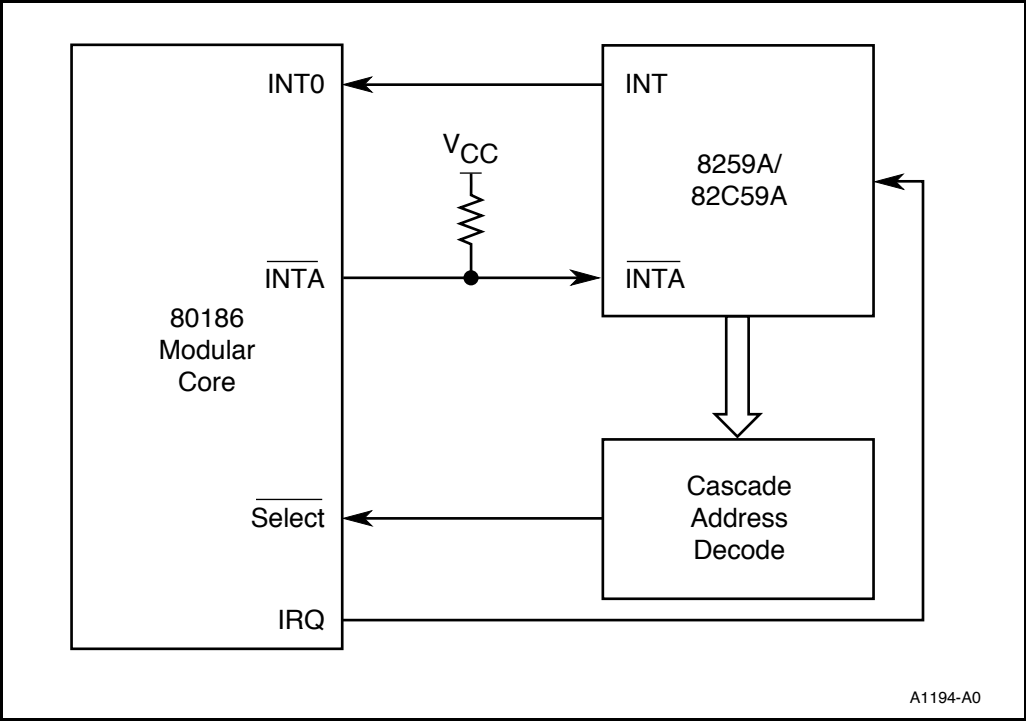 INT0
INT
VCC
8259A/
82C59A
INTA
INTA
80186
Modular
Core
Cascade
Address
Decode
Select
IRQ
A1194-A0